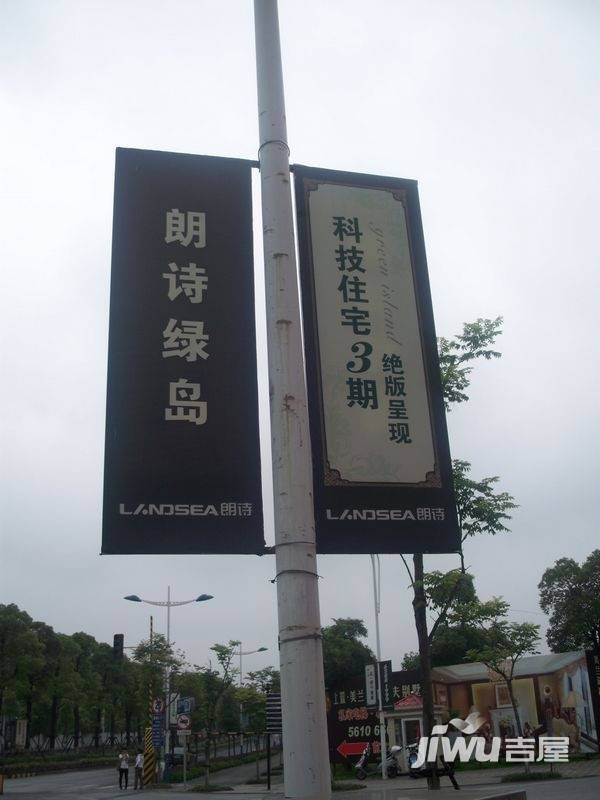 朗诗绿岛
LANDSEA朗诗
green island
科技住宅3期
绝版呈现
LANDSEA朗诗
5610
JIWU吉屋